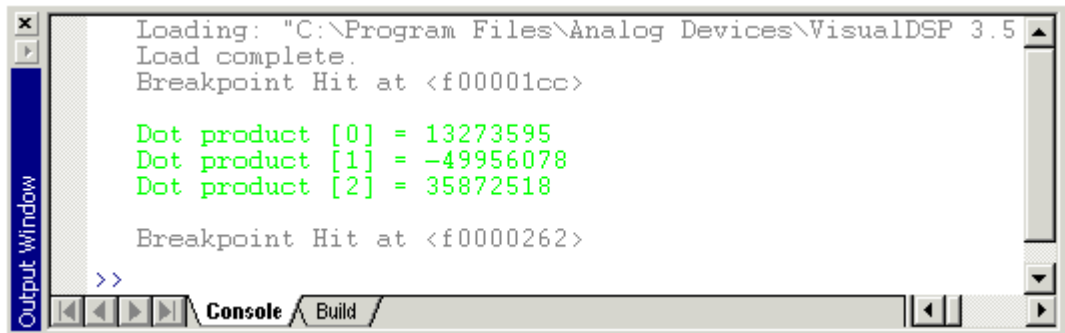 Loading: "C:\Program Files\Analog Devices\VisualDSP 3.5
Load complete.
Breakpoint Hit at <f00001cc>
Dot product [0] = 13273595
Dot product [1] = -49956078
Dot product [2] = 35872518
Breakpoint Hit at <f0000262>
>>
Console Build
Output Window